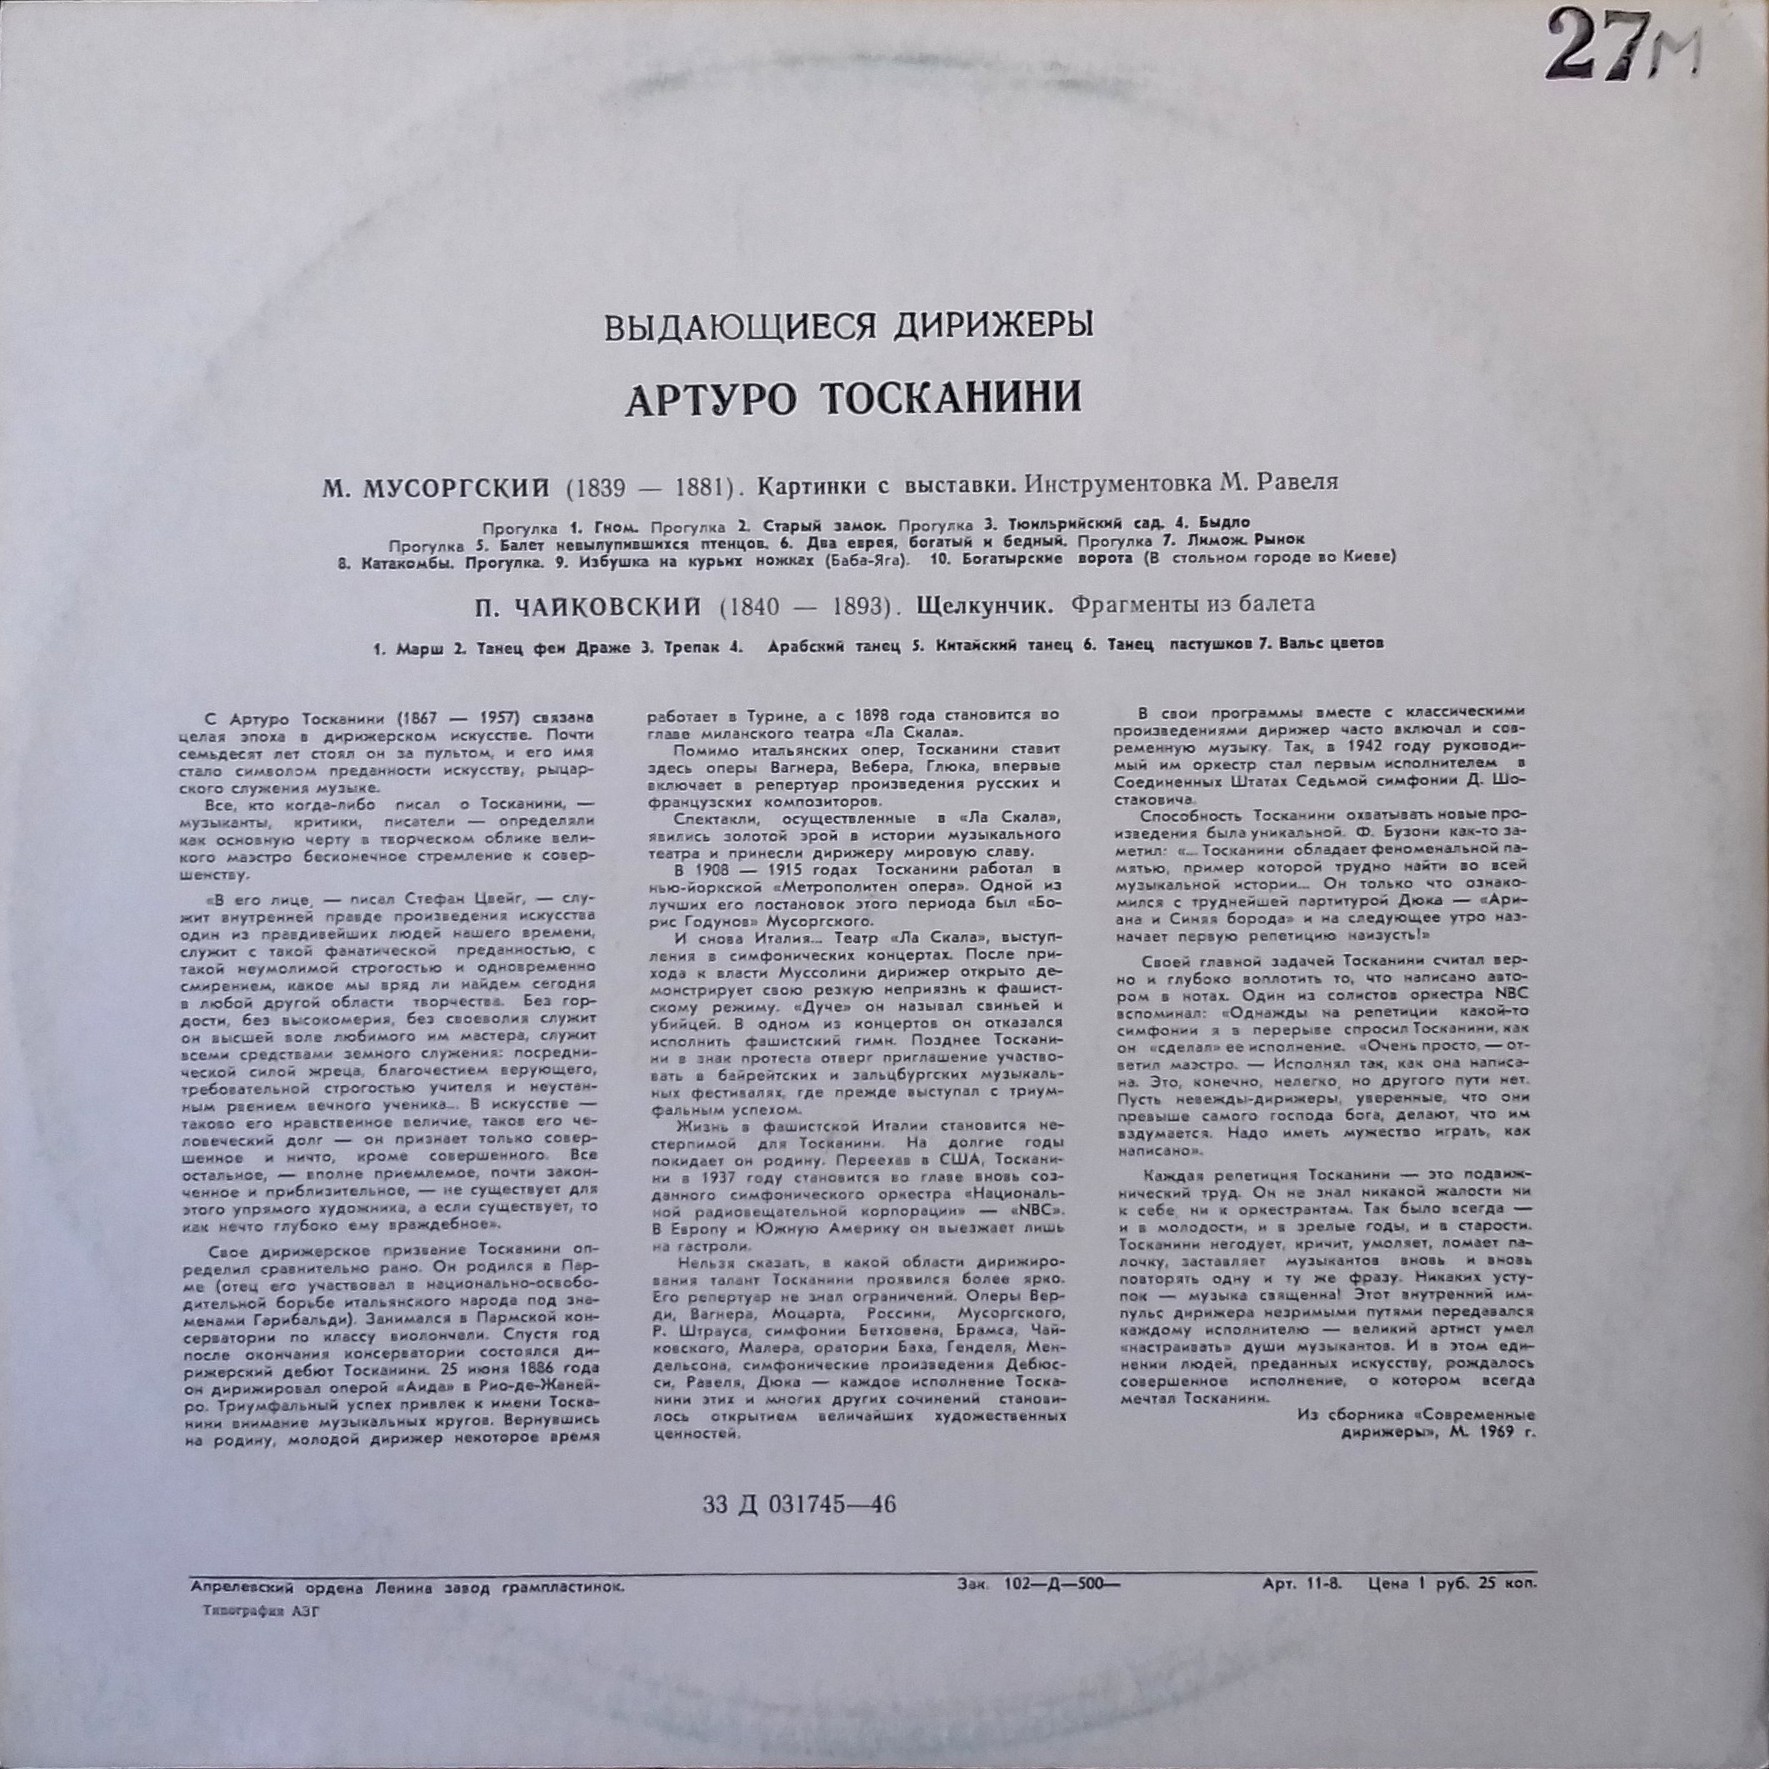 27м
ВЫДАЮЩИЕСЯ ДИРИЖЕРЫ
АРТУРО ТОСКАНИНИ
М. МУСОРГСКИЙ (1839 — 1881). Картинки с выставки. Инструментовка М. Равеля
Прогулка 1. Гном. Прогулка 2. Старый замок. Прогулка 3. Тюильрийский сад. 4. Быдло
Прогулка 5. Балет невылупившихся птенцов. 6. Два еврея, богатый и бедный. Прогулка 7. Лимож. Рынок
8. Катакомбы. Прогулка. 9. Избушка на курьих ножках (Баба-Яга). 10. Богатырские ворота (В стольном городе во Киеве)
П. ЧАЙКОВСКИЙ (1840 — 1893). Щелкунчик. Фрагменты из балета
1. Марш 2. Танец феи Драже 3. Трепак 4. Арабский танец 5. Китайский танец 6. Танец пастушков 7. Вальс цветов
С Артуро Тосканини (1867 — 1957) связана
целая эпоха в дирижерском искусстве. Почти
семьдесят лет стоял он за пультом, и его имя
стало символом преданности искусству, рыцар-
ского служения музыке.
Все, кто когда-либо писал о Тосканини, —
музыканты, критики, писатели — определяли
как основную черту в творческом облике вели-
кого маэстро бесконечное стремление к совер-
шенству.
«В его лице, — писал Стефан Цвейг, — слу-
жит внутренней правде произведения искусства
один из правдивейших людей нашего времени,
служит с такой фанатической преданностью, с
такой неумолимой строгостью и одновременно
смирением, какое мы вряд ли найдем сегодня
в любой другой области творчества. Без гор-
дости, без высокомерия, без своеволия служит
он высшей воле любимого им мастера, служит
всеми средствами земного служения: посредни-
ческой силой жреца, благочестием верующего,
требовательной строгостью учителя и неустан-
ным рвением вечного ученика... В искусстве —
таково его нравственное величие, таков его че-
ловеческий долг — он признает только совер-
шенное и ничто, кроме совершенного. Все
остальное, — вполне приемлемое, почти закон-
ченное и приблизительное, — не существует для
этого упрямого художника, а если существует, то
как нечто глубоко ему враждебное».
Свое дирижерское призвание Тосканини оп-
ределил сравнительно рано. Он родился в Пар-
ме (отец его участвовал в национально-освобо-
дительной борьбе итальянского народа под зна-
менами Гарибальди). Занимался в Пармской кон-
серватории по классу виолончели. Спустя год
после окончания консерватории состоялся ди-
рижерский дебют Тосканини. 25 июня 1886 года
он дирижировал оперой «Аида» в Рио-де-Жаней-
ро. Триумфальный успех привлек к имени Тоска-
нини внимание музыкальных кругов. Вернувшись
на родину, молодой дирижер некоторое время
работает в Турине, а с 1898 года становится во
главе миланского театра «Ла Скала».
Помимо итальянских опер, Тосканини ставит
здесь оперы Вагнера, Вебера, Глюка, впервые
включает в репертуар произведения русских и
французских композиторов.
Спектакли, осуществленные в «Ла Скала»,
явились золотой эрой в истории музыкального
театра и принесли дирижеру мировую славу.
В 1908 — 1915 годах Тосканини работал в
нью-йоркской «Метрополитен опера». Одной из
лучших его постановок этого периода был «Бо-
рис Годунов» Мусоргского.
И снова Италия... Театр «Ла Скала», выступ-
ления в симфонических концертах. После при-
хода к власти Муссолини дирижер открыто де-
монстрирует свою резкую неприязнь к фашист-
скому режиму. «Дуче» он называл свиньей и
убийцей. В одном из концертов он отказался
исполнить фашистский гимн. Позднее Тоскани-
ни в знак протеста отверг приглашение участво-
вать в байрейтских и зальцбургских музыкаль-
ных фестивалях, где прежде выступал с триум-
фальным успехом.
Жизнь в фашистской Италии становится не-
стерпимой для Тосканини. На долгие годы
покидает он родину. Переехав в США, Тоскани-
ни в 1937 году становится во главе вновь соз-
данного симфонического оркестра «Националь-
ной радиовещательной корпорации» — «NBC».
В Европу и Южную Америку он выезжает лишь
на гастроли.
Нельзя сказать, в какой области дирижиро-
вания талант Тосканини проявился более ярко.
Его репертуар не знал ограничений. Оперы Вер-
ди, Вагнера, Моцарта, Россини, Мусоргского,
Р. Штрауса, симфонии Бетховена, Брамса, Чай-
ковского, Малера, оратории Баха, Генделя, Мен-
дельсона, симфонические произведения Дебюс-
си, Равеля, Дюка — каждое исполнение Тоска-
нини этих и многих других сочинений станови-
лось открытием величайших художественных
ценностей.
В свои программы вместе с классическими
произведениями дирижер часто включал и сов-
ременную музыку. Так, в 1942 году руководи-
мый им оркестр стал первым исполнителем в
Соединенных Штатах Седьмой симфонии Д. Шо-
стаковича.
Способность Тосканини охватывать новые про-
изведения была уникальной. Ф. Бузони как-то за-
метил: «... Тосканини обладает феноменальной па-
мятью, пример которой трудно найти во всей
музыкальной истории... Он только что ознако-
мился с труднейшей партитурой Дюка — «Ари-
ана и Синяя борода» и на следующее утро наз-
начает первую репетицию наизусть!»
Своей главной задачей Тосканини считал вер-
но и глубоко воплотить то, что написано авто-
ром в нотах. Один из солистов оркестра NBC
вспоминал: «Однажды на репетиции какой-то
симфонии я в перерыве спросил Тосканини, как
он «сделал» ее исполнение. «Очень просто, — от-
ветил маэстро. — Исполнял так, как она написа-
на. Это, конечно, нелегко, но другого пути нет.
Пусть невежды-дирижеры, уверенные, что они
превыше самого господа бога, делают, что им
вздумается. Надо иметь мужество играть, как
написано».
Каждая репетиция Тосканини — это подвиж-
нический труд. Он не знал никакой жалости ни
к себе, ни к оркестрантам. Так было всегда —
и в молодости, и в зрелые годы, и в старости.
Тосканини негодует, кричит, умоляет, ломает па-
лочку, заставляет музыкантов вновь и вновь
повторять одну и ту же фразу. Никаких усту-
пок — музыка священна! Этот внутренний им-
пульс дирижера незримыми путями передавался
каждому исполнителю — великий артист умел
«настраивать» души музыкантов. И в этом еди-
нении людей, преданных искусству, рождалось
совершенное исполнение, о котором всегда
мечтал Тосканини.
Из сборника «Современные
дирижеры», М. 1969 г.
33 Д 031745—46
Апрелевский ордена Ленина завод грампластинок. Зак. 102—Д—500— Арт. 11-8. Цена 1 руб. 25 коп.
Типография АЗГ